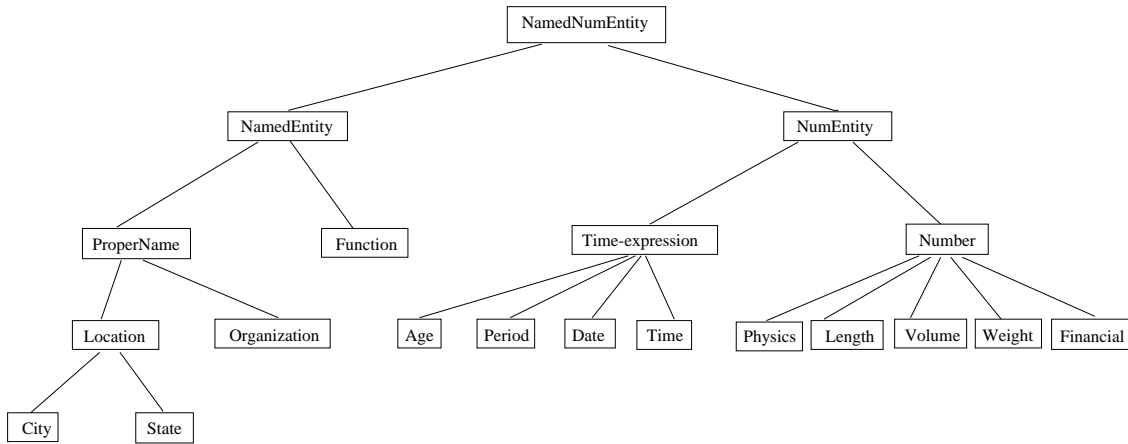 NamedNumEntity
NamedEntity
NumEntity
ProperName
Function
Time-expression
Number
Location
Organization
Age
Period
Date
Time
Physics
Length
Volume
Weight
Financial
City
State